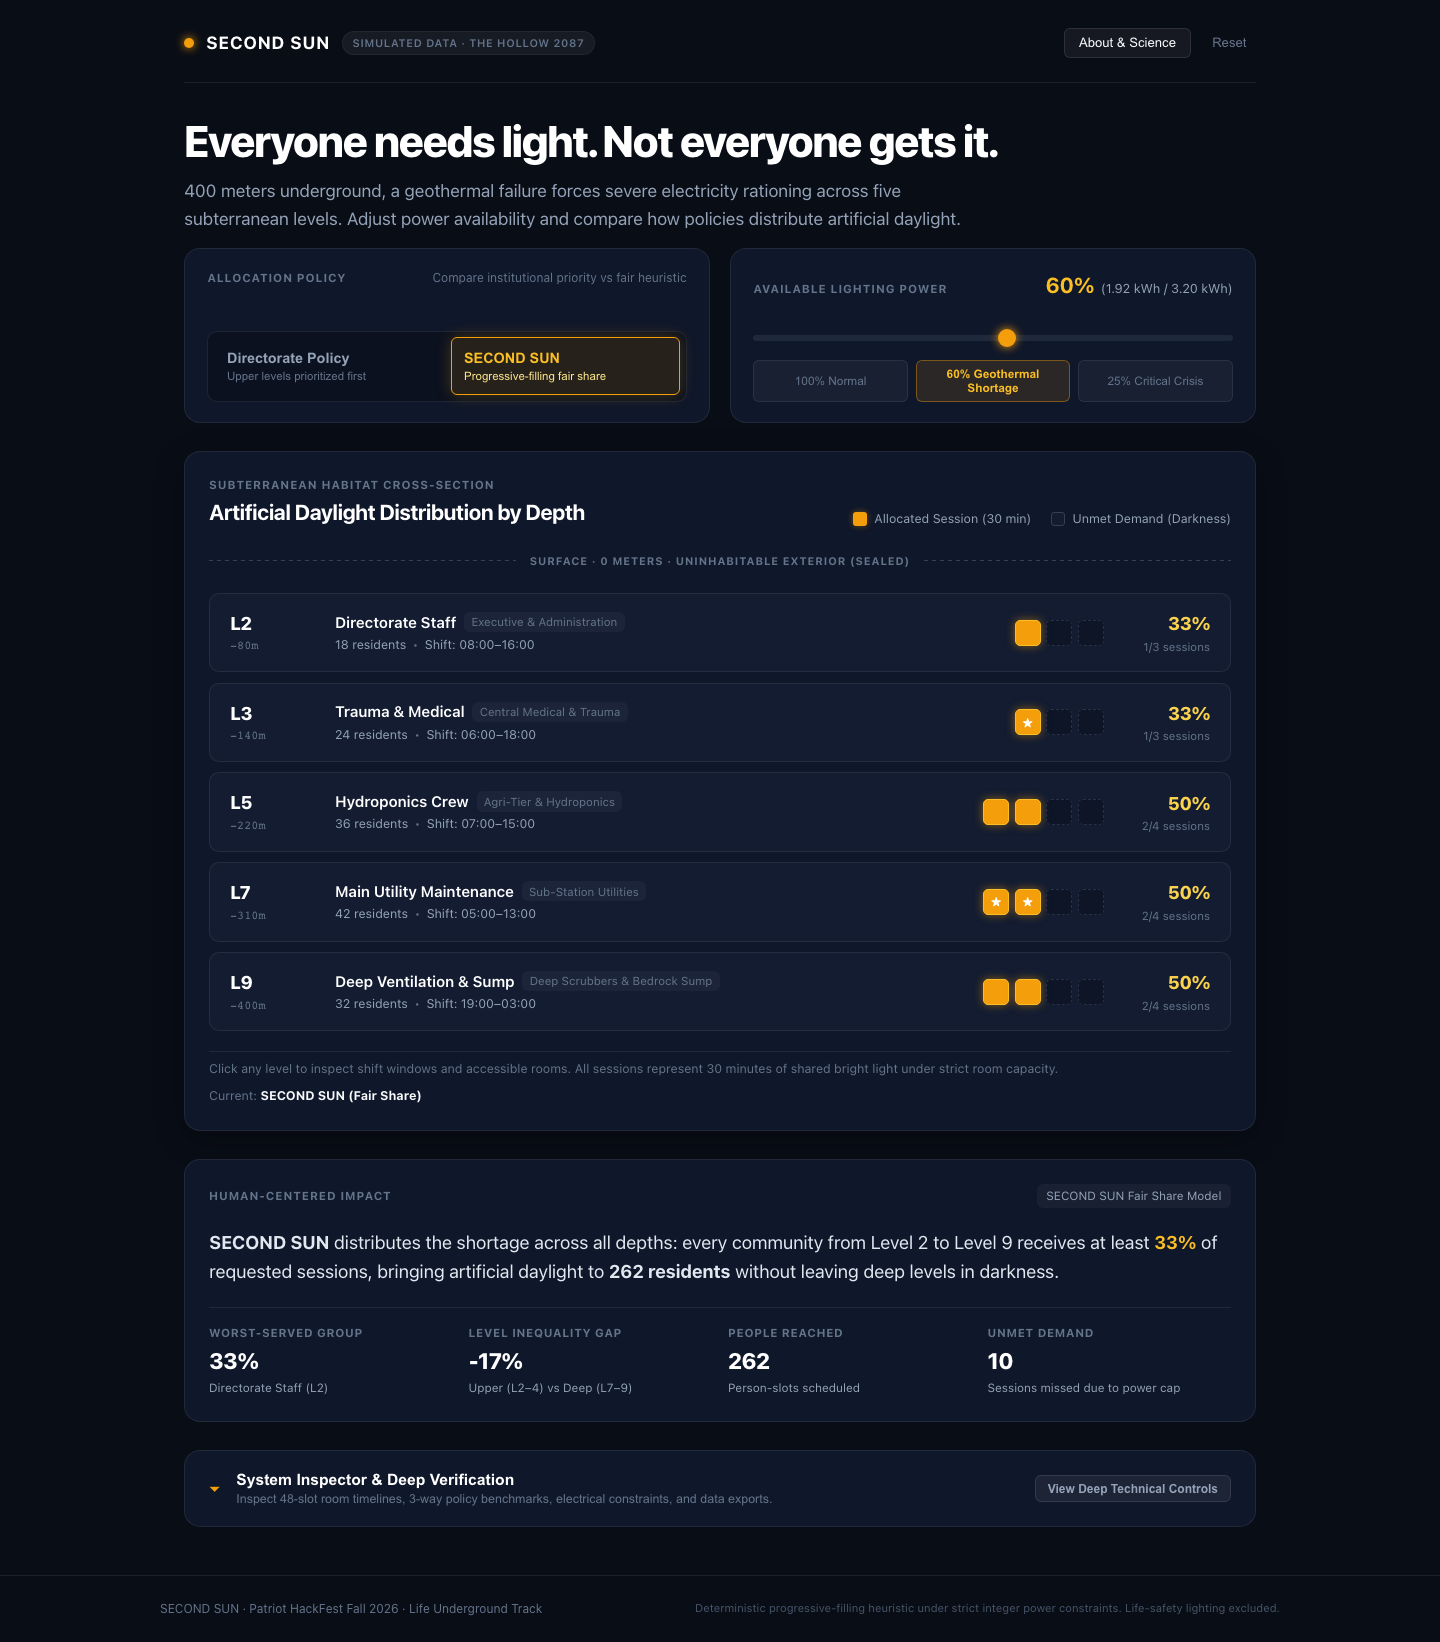 SECOND SUN
SIMULATED DATA · THE HOLLOW 2087
About & Science
Reset
Everyone needs light. Not everyone gets it.
400 meters underground, a geothermal failure forces severe electricity rationing across five
subterranean levels. Adjust power availability and compare how policies distribute artificial daylight.
ALLOCATION POLICY
Compare institutional priority vs fair heuristic
Directorate Policy
Upper levels prioritized first
SECOND SUN
Progressive-filling fair share
AVAILABLE LIGHTING POWER
60% (1.92 kWh / 3.20 kWh)
100% Normal
60% Geothermal
Shortage
25% Critical Crisis
SUBTERRANEAN HABITAT CROSS-SECTION
Artificial Daylight Distribution by Depth
Allocated Session (30 min)
Unmet Demand (Darkness)
SURFACE · 0 METERS · UNINHABITABLE EXTERIOR (SEALED)
L2
−80m
Directorate Staff
Executive & Administration
18 residents • Shift: 08:00–16:00
33%
1/3 sessions
L3
−140m
Trauma & Medical
Central Medical & Trauma
24 residents • Shift: 06:00–18:00
33%
1/3 sessions
L5
−220m
Hydroponics Crew
Agri-Tier & Hydroponics
36 residents • Shift: 07:00–15:00
50%
2/4 sessions
L7
−310m
Main Utility Maintenance
Sub-Station Utilities
42 residents • Shift: 05:00–13:00
50%
2/4 sessions
L9
−400m
Deep Ventilation & Sump
Deep Scrubbers & Bedrock Sump
32 residents • Shift: 19:00–03:00
50%
2/4 sessions
Click any level to inspect shift windows and accessible rooms. All sessions represent 30 minutes of shared bright light under strict room capacity.
Current: SECOND SUN (Fair Share)
HUMAN-CENTERED IMPACT
SECOND SUN Fair Share Model
SECOND SUN distributes the shortage across all depths: every community from Level 2 to Level 9 receives at least 33% of
requested sessions, bringing artificial daylight to 262 residents without leaving deep levels in darkness.
WORST-SERVED GROUP
33%
Directorate Staff (L2)
LEVEL INEQUALITY GAP
-17%
Upper (L2–4) vs Deep (L7–9)
PEOPLE REACHED
262
Person-slots scheduled
UNMET DEMAND
10
Sessions missed due to power cap
System Inspector & Deep Verification
Inspect 48-slot room timelines, 3-way policy benchmarks, electrical constraints, and data exports.
View Deep Technical Controls
SECOND SUN · Patriot HackFest Fall 2026 · Life Underground Track
Deterministic progressive-filling heuristic under strict integer power constraints. Life-safety lighting excluded.